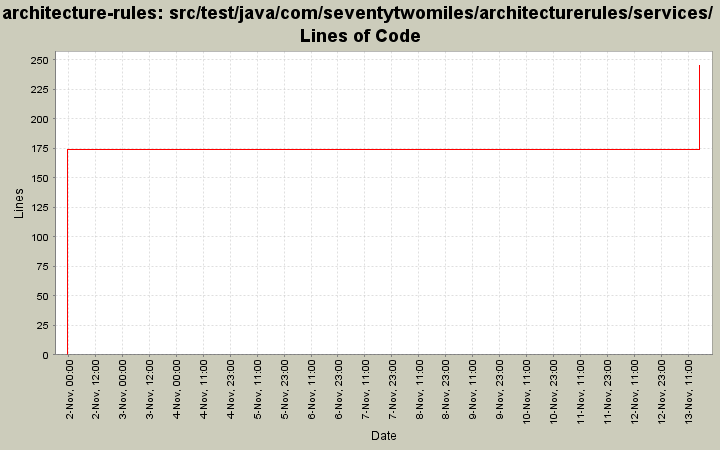 architecture-rules: src/test/java/com/seventytwomiles/architecturerules/services/
Lines of Code
250
225
200
175
150
125
100
75
50
25
0
Lines
2-Nov, 00:00
2-Nov, 12:00
3-Nov, 00:00
3-Nov, 12:00
4-Nov, 00:00
4-Nov, 11:00
4-Nov, 23:00
5-Nov, 11:00
5-Nov, 23:00
6-Nov, 11:00
6-Nov, 23:00
7-Nov, 11:00
7-Nov, 23:00
8-Nov, 11:00
8-Nov, 23:00
9-Nov, 11:00
9-Nov, 23:00
10-Nov, 11:00
10-Nov, 23:00
11-Nov, 11:00
11-Nov, 23:00
12-Nov, 11:00
12-Nov, 23:00
13-Nov, 11:00
Date